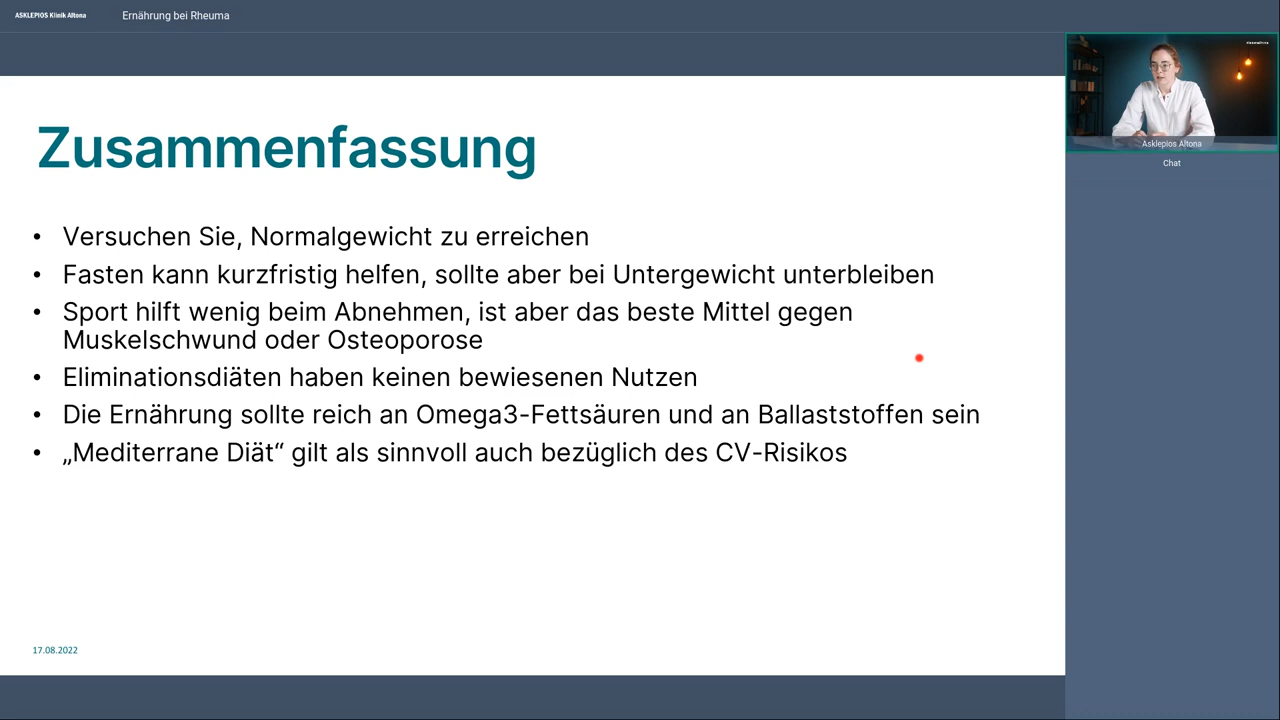 ASKLEPIOS Klinik Altona
Ernährung bei Rheuma
Zusammenfassung
• Versuchen Sie, Normalgewicht zu erreichen
• Fasten kann kurzfristig helfen, sollte aber bei Untergewicht unterbleiben
• Sport hilft wenig beim Abnehmen, ist aber das beste Mittel gegen
Muskelschwund oder Osteoporose
• Eliminationsdiäten haben keinen bewiesenen Nutzen
• Die Ernährung sollte reich an Omega3-Fettsäuren und an Ballaststoffen sein
• „Mediterrane Diät“ gilt als sinnvoll auch bezüglich des CV-Risikos
17.08.2022
Asklepios Altona
Chat